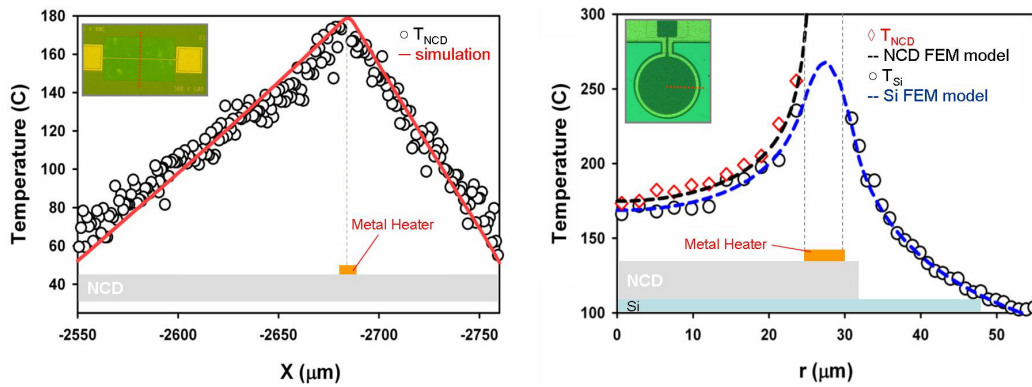 200
180
160
140
120
100
80
60
40
Temperature (C)
T_NCD
simulation
Metal Heater
NCD
-2550
-2600
-2650
-2700
-2750
X (μm)
300
250
200
150
100
Temperature (C)
T_NCD
NCD FEM model
T_Si
Si FEM model
Metal Heater
NCD
Si
0
10
20
30
40
50
r (μm)